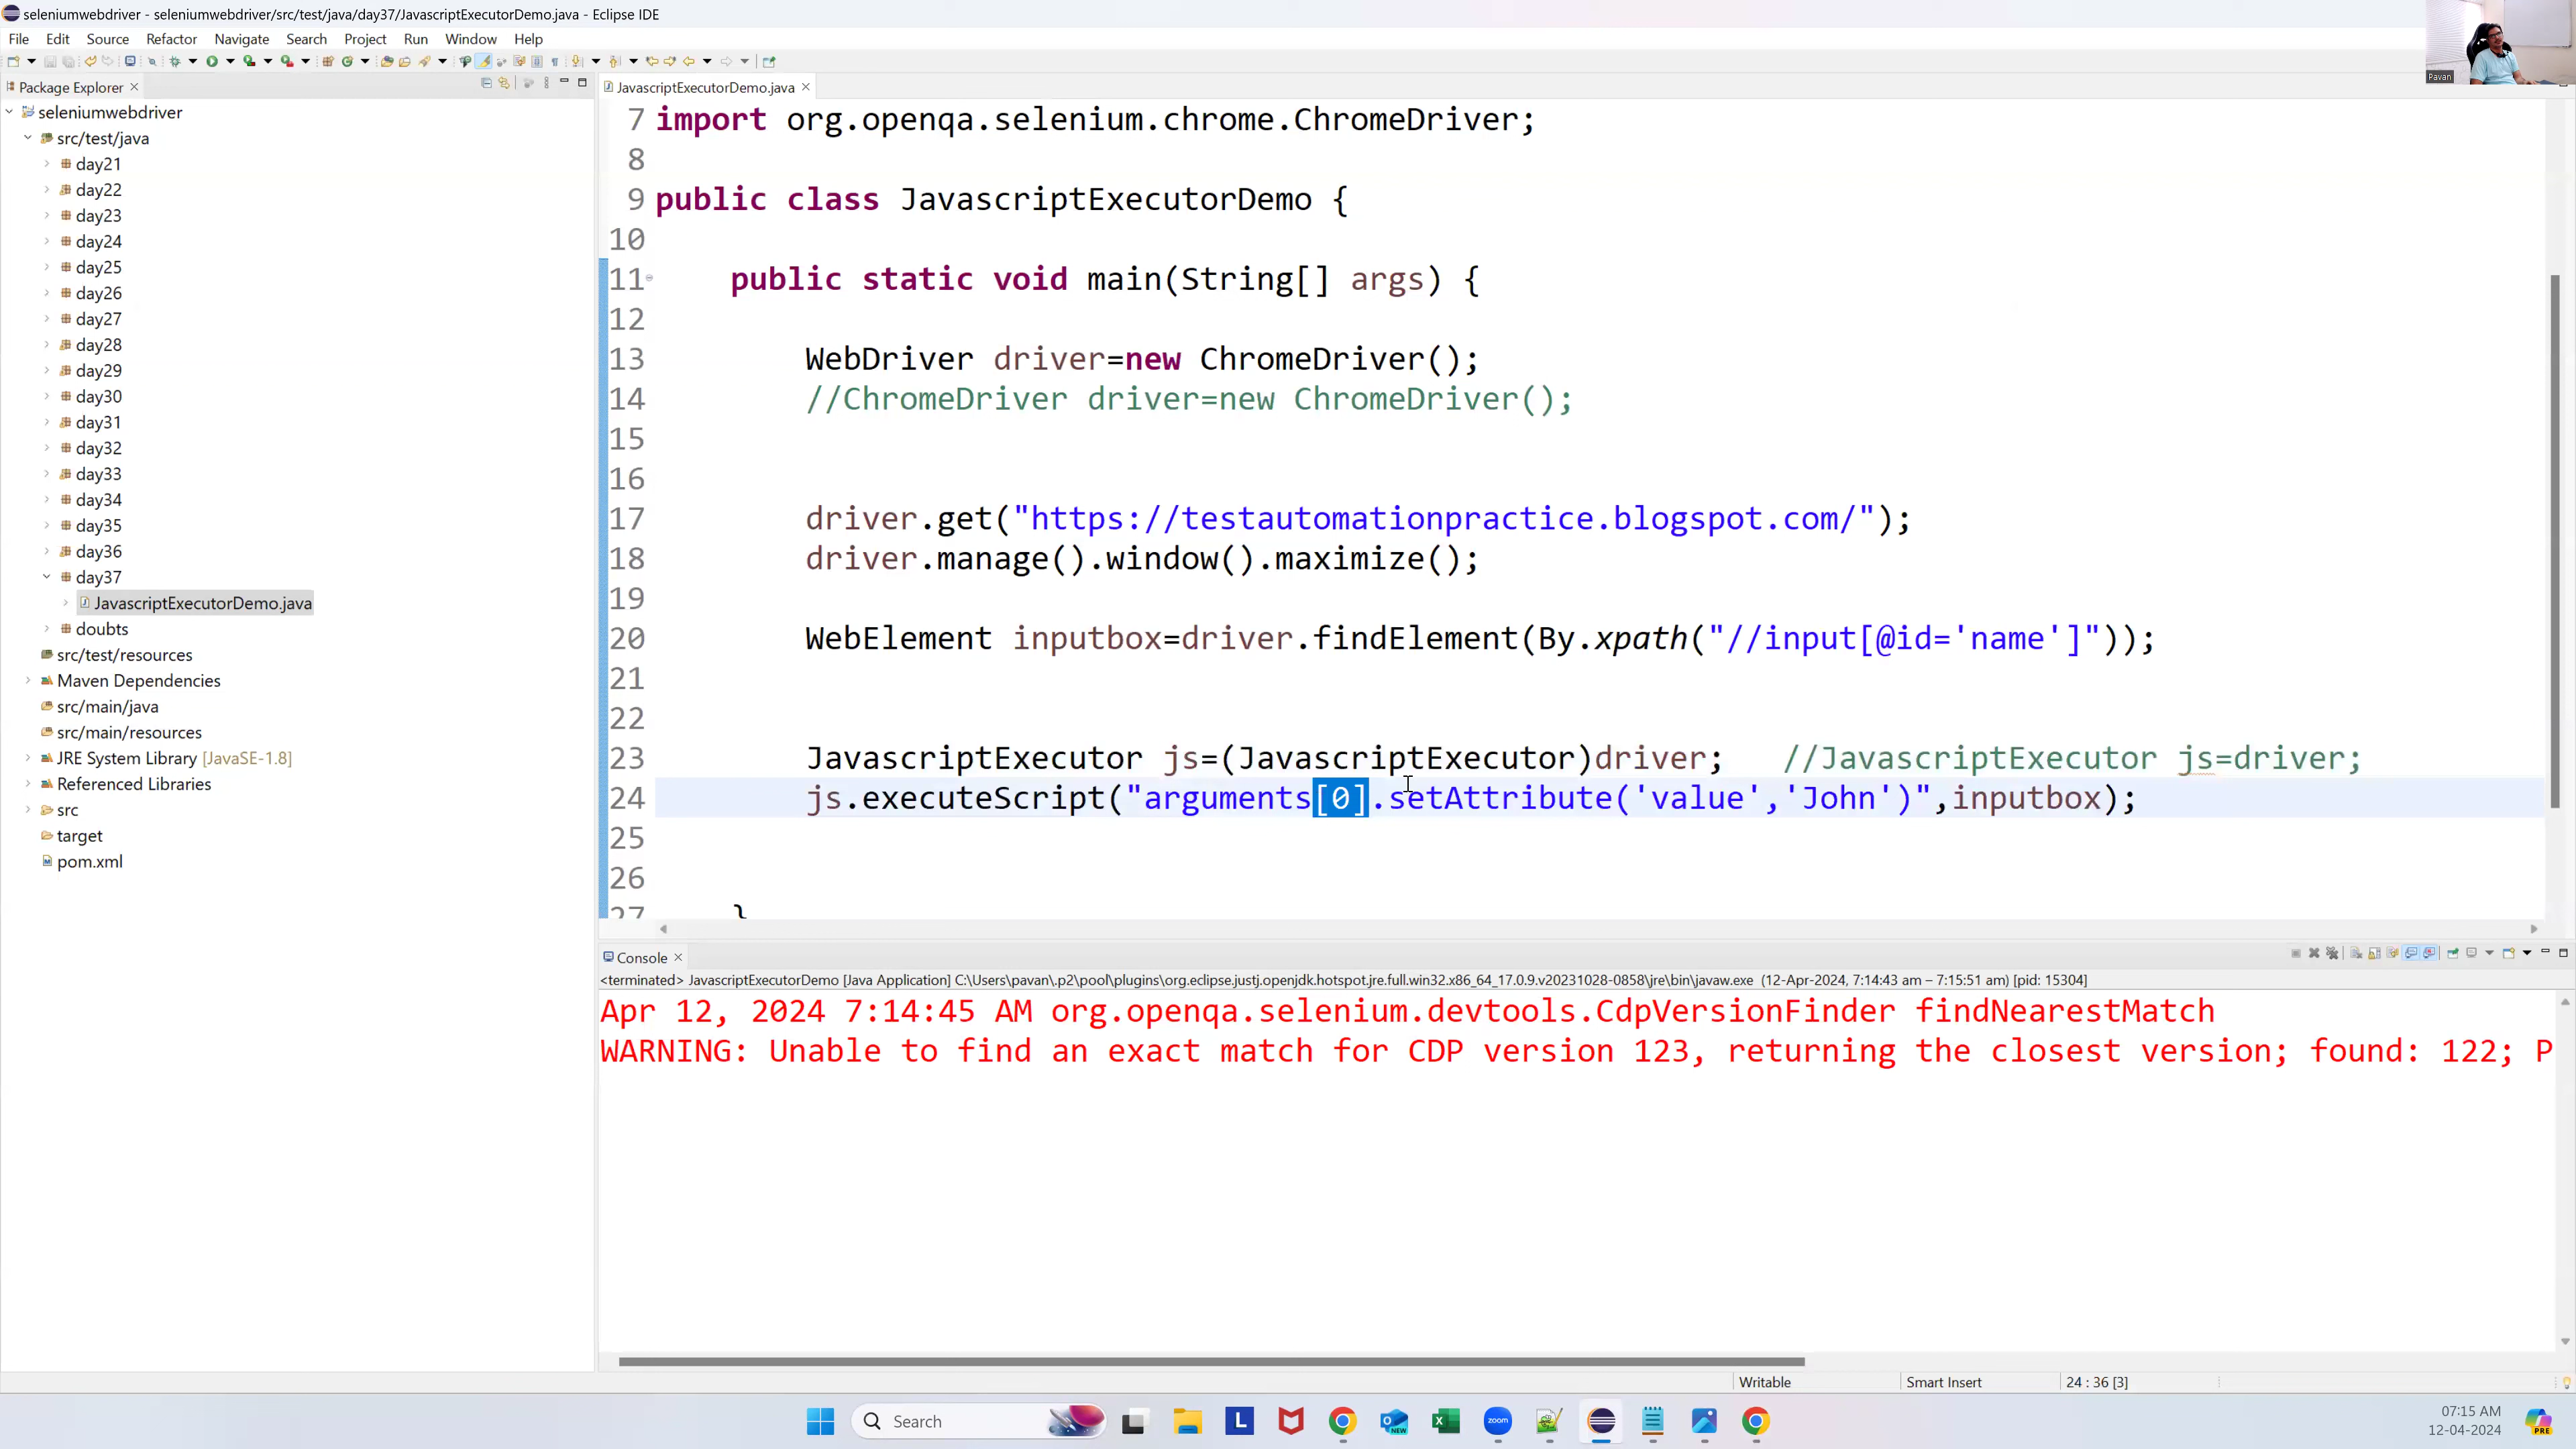 seleniumwebdriver - seleniumwebdriver/src/test/java/day37/JavascriptExecutorDemo.java - Eclipse IDE
File Edit Source Refactor Navigate Search Project Run Window Help
Pavan
Package Explorer
JavascriptExecutorDemo.java
seleniumwebdriver
src/test/java
day21
day22
day23
day24
day25
day26
day27
day28
day29
day30
day31
day32
day33
day34
day35
day36
day37
JavascriptExecutorDemo.java
doubts
src/test/resources
Maven Dependencies
src/main/java
src/main/resources
JRE System Library [JavaSE-1.8]
Referenced Libraries
src
target
pom.xml
7 import org.openqa.selenium.chrome.ChromeDriver;
8
9 public class JavascriptExecutorDemo {
10
11 public static void main(String[] args) {
12
13 WebDriver driver=new ChromeDriver();
14 //ChromeDriver driver=new ChromeDriver();
15
16
17 driver.get("https://testautomationpractice.blogspot.com/");
18 driver.manage().window().maximize();
19
20 WebElement inputbox=driver.findElement(By.xpath("//input[@id='name']"));
21
22
23 JavascriptExecutor js=(JavascriptExecutor)driver; //JavascriptExecutor js=driver;
24 js.executeScript("arguments[0].setAttribute('value','John')",inputbox);
25
26
27 }
Console
<terminated> JavascriptExecutorDemo [Java Application] C:\Users\pavan\.p2\pool\plugins\org.eclipse.justj.openjdk.hotspot.jre.full.win32.x86_64_17.0.9.v20231028-0858\jre\bin\javaw.exe (12-Apr-2024, 7:14:43 am – 7:15:51 am) [pid: 15304]
Apr 12, 2024 7:14:45 AM org.openqa.selenium.devtools.CdpVersionFinder findNearestMatch
WARNING: Unable to find an exact match for CDP version 123, returning the closest version; found: 122; P
Writable
Smart Insert
24 : 36 [3]
Search
L
NEW
zoom
07:15 AM
12-04-2024
PRE